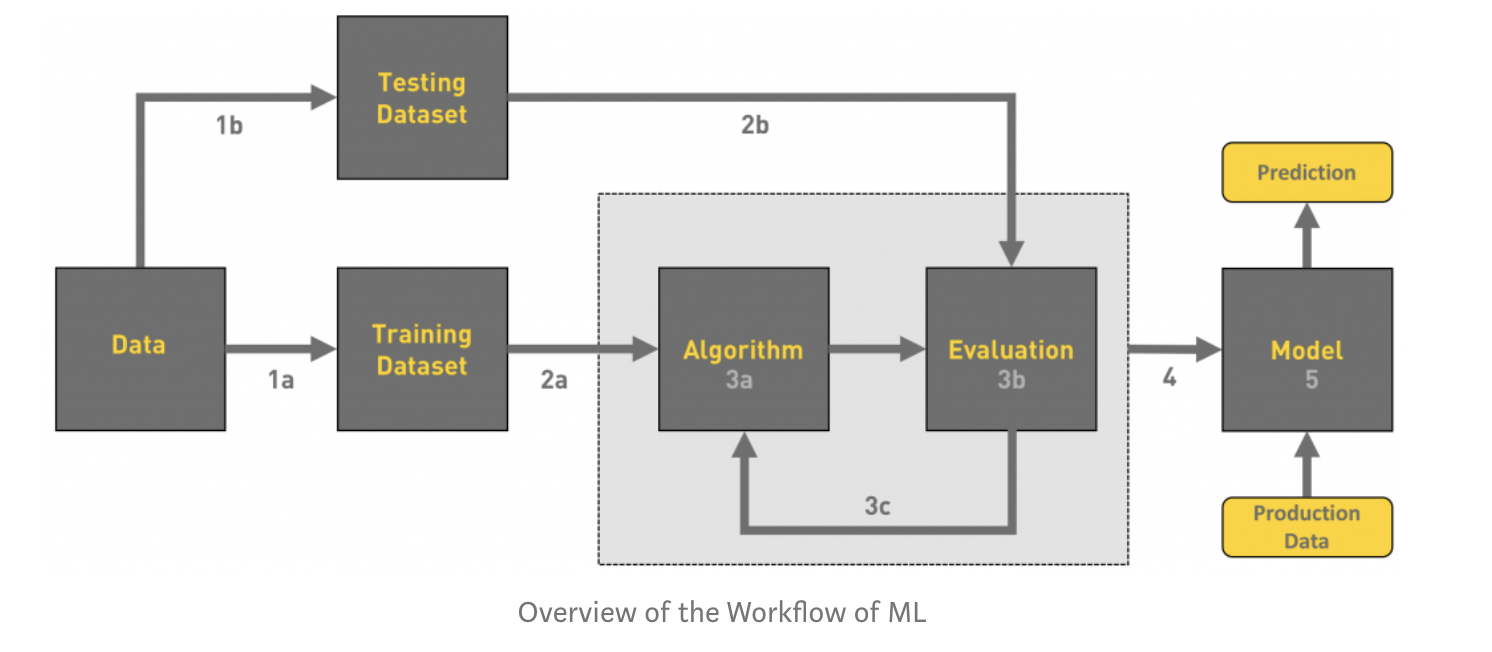 Testing
Dataset
1b
2b
Prediction
Data
1a
Training
Dataset
2a
Algorithm
3a
Evaluation
3b
4
Model
5
3c
Production
Data
Overview of the Workflow of ML